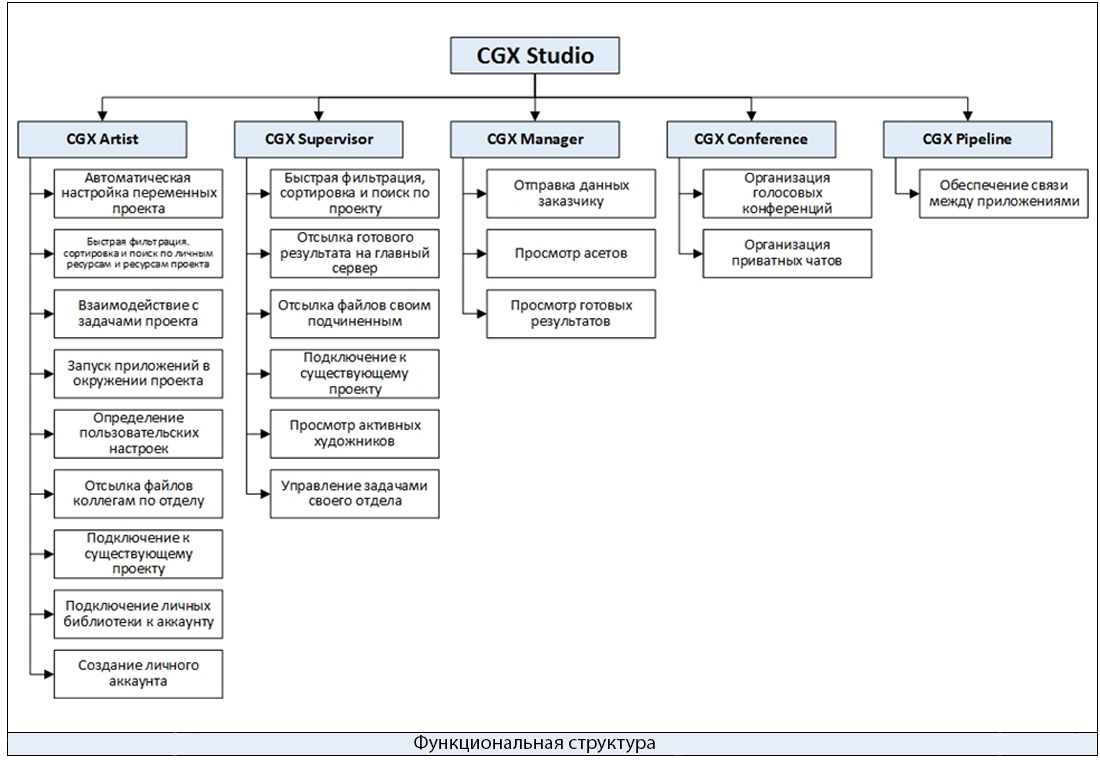 CGX Studio
CGX Artist
Автоматическая
настройка переменных
проекта
Быстрая фильтрация,
сортировка и поиск по личным
ресурсам и ресурсам проекта
Взаимодействие с
задачами проекта
Запуск приложений в
окружении проекта
Определение
пользовательских
настроек
Отсылка файлов
коллегам по отделу
Подключение к
существующему
проекту
Подключение личных
библиотеки к аккаунту
Создание личного
аккаунта
CGX Supervisor
Быстрая фильтрация,
сортировка и поиск по
проекту
Отсылка готового
результата на главный
сервер
Отсылка файлов своим
подчиненным
Подключение к
существующему
проекту
Просмотр активных
художников
Управление задачами
своего отдела
CGX Manager
Отправка данных
заказчику
Просмотр асетов
Просмотр готовых
результатов
CGX Conference
Организация
голосовых
конференций
Организация
приватных чатов
CGX Pipeline
Обеспечение связи
между приложениями
Функциональная структура